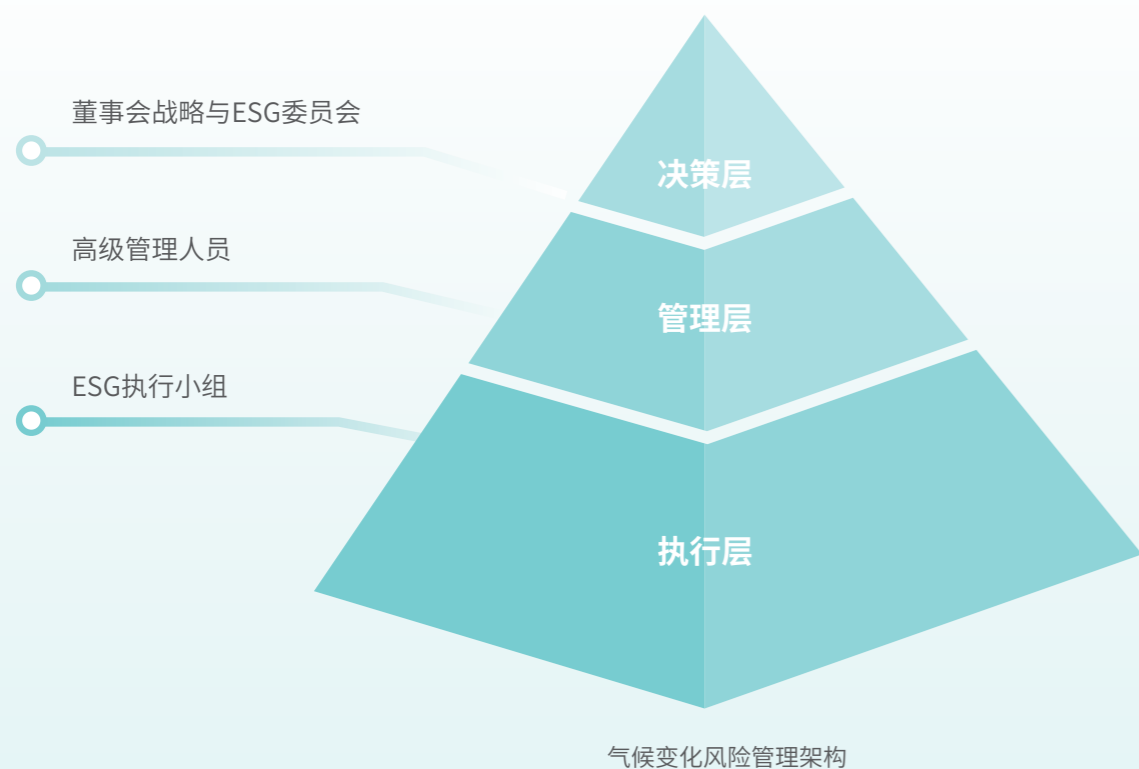 董事会战略与ESG委员会
决策层
高级管理人员
管理层
ESG执行小组
执行层
气候变化风险管理架构